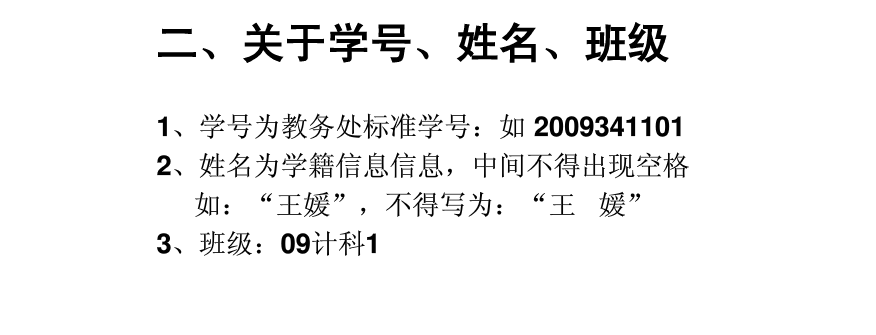 二、关于学号、姓名、班级
1、学号为教务处标准学号：如 2009341101
2、姓名为学籍信息信息，中间不得出现空格
如：“王媛”，不得写为：“王  媛”
3、班级：09计科1